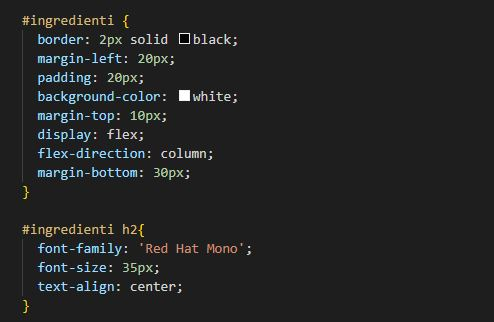 #ingredienti {
border: 2px solid black;
margin-left: 20px;
padding: 20px;
background-color: white;
margin-top: 10px;
display: flex;
flex-direction: column;
margin-bottom: 30px;
}
#ingredienti h2{
font-family: 'Red Hat Mono';
font-size: 35px;
text-align: center;
}